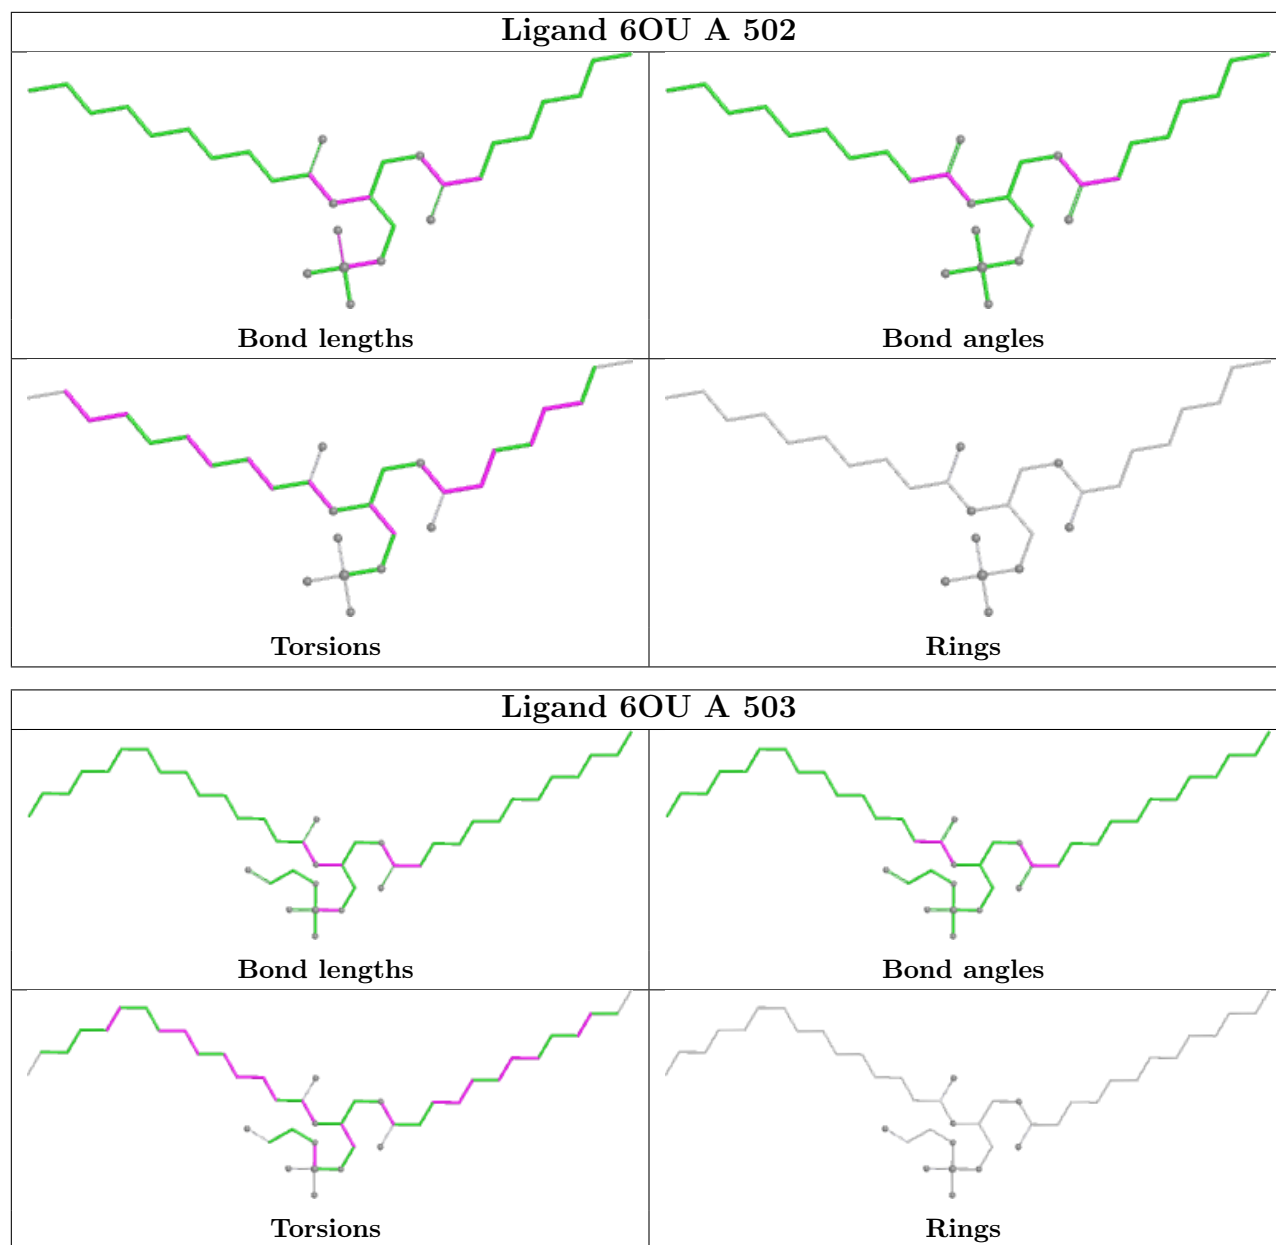 Ligand 6OU A 502
Bond lengths
Bond angles
Torsions
Rings
Ligand 6OU A 503
Bond lengths
Bond angles
Torsions
Rings